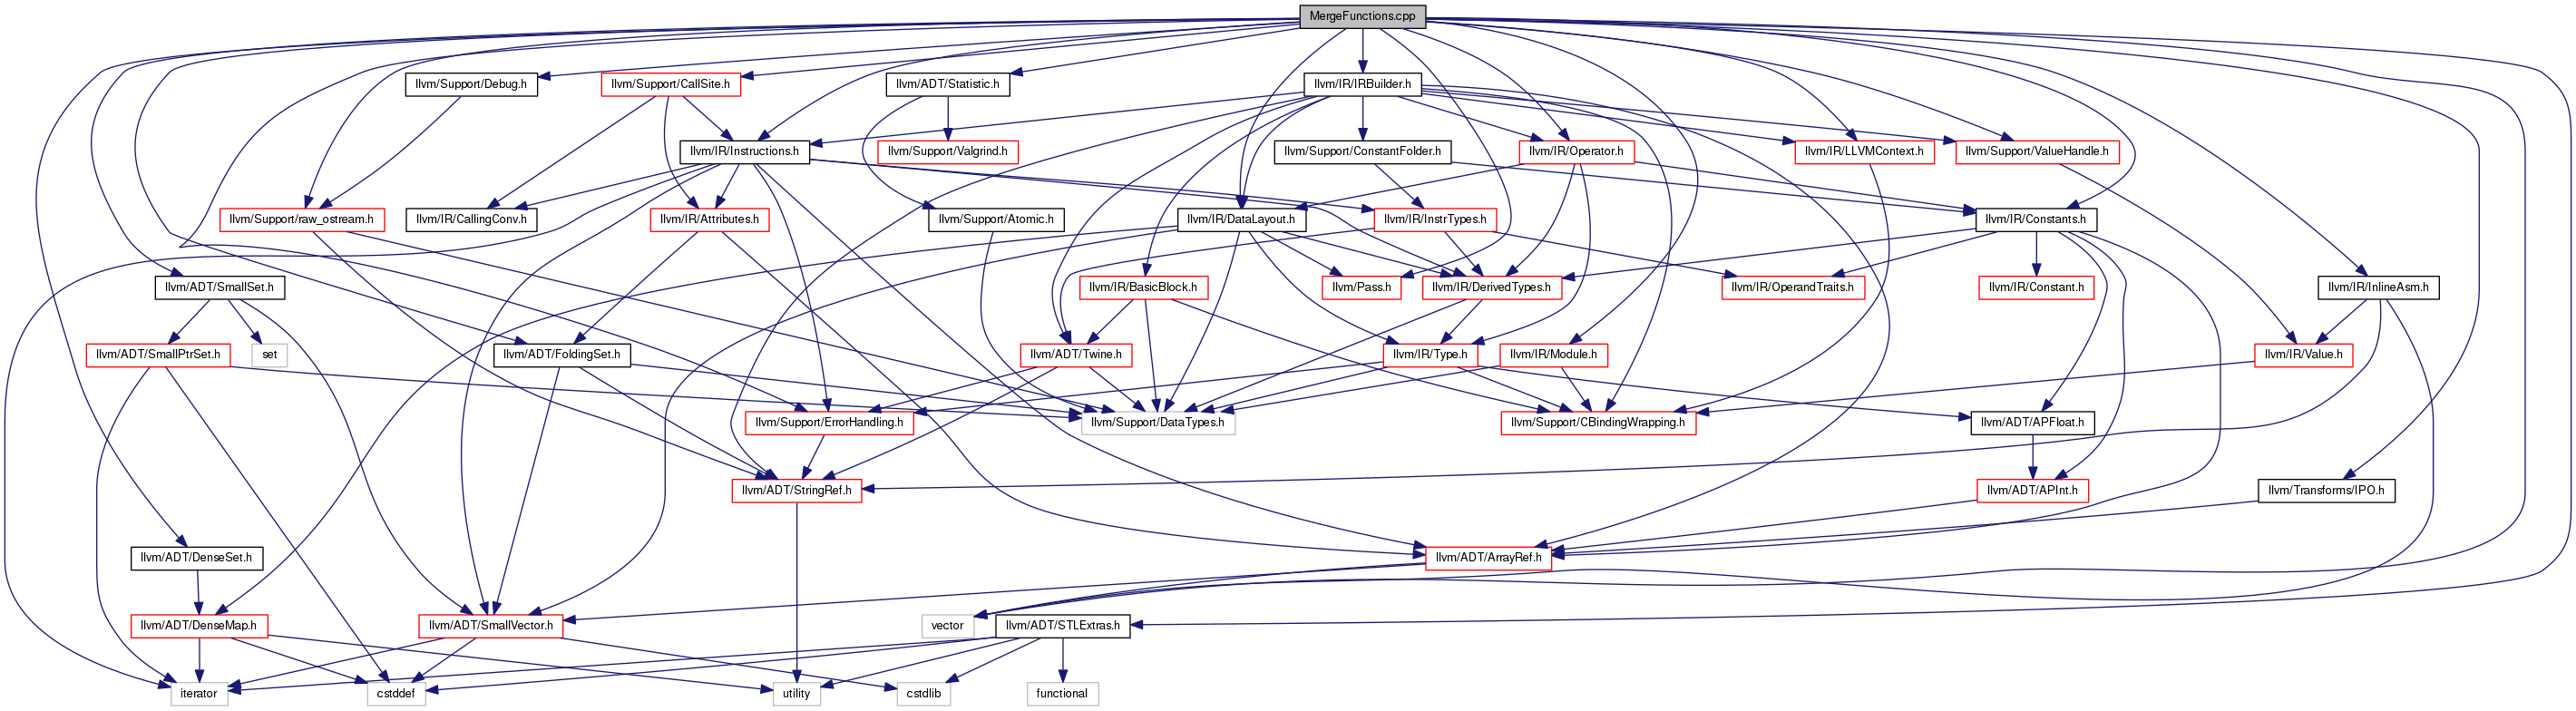 MergeFunctions.cpp
llvm/Support/Debug.h
llvm/Support/CallSite.h
llvm/ADT/Statistic.h
llvm/IR/IRBuilder.h
llvm/IR/Instructions.h
llvm/Support/Valgrind.h
llvm/Support/ConstantFolder.h
llvm/IR/Operator.h
llvm/IR/LLVMContext.h
llvm/Support/ValueHandle.h
llvm/Support/raw_ostream.h
llvm/IR/CallingConv.h
llvm/IR/Attributes.h
llvm/Support/Atomic.h
llvm/IR/DataLayout.h
llvm/IR/InstrTypes.h
llvm/IR/Constants.h
llvm/ADT/SmallSet.h
llvm/IR/BasicBlock.h
llvm/Pass.h
llvm/IR/DerivedTypes.h
llvm/IR/OperandTraits.h
llvm/IR/Constant.h
llvm/IR/InlineAsm.h
llvm/ADT/SmallPtrSet.h
set
llvm/ADT/FoldingSet.h
llvm/ADT/Twine.h
llvm/IR/Type.h
llvm/IR/Module.h
llvm/IR/Value.h
llvm/Support/ErrorHandling.h
llvm/Support/DataTypes.h
llvm/Support/CBindingWrapping.h
llvm/ADT/APFloat.h
llvm/ADT/StringRef.h
llvm/ADT/APInt.h
llvm/Transforms/IPO.h
llvm/ADT/DenseSet.h
llvm/ADT/ArrayRef.h
llvm/ADT/DenseMap.h
llvm/ADT/SmallVector.h
vector
llvm/ADT/STLExtras.h
iterator
cstddef
utility
cstdlib
functional